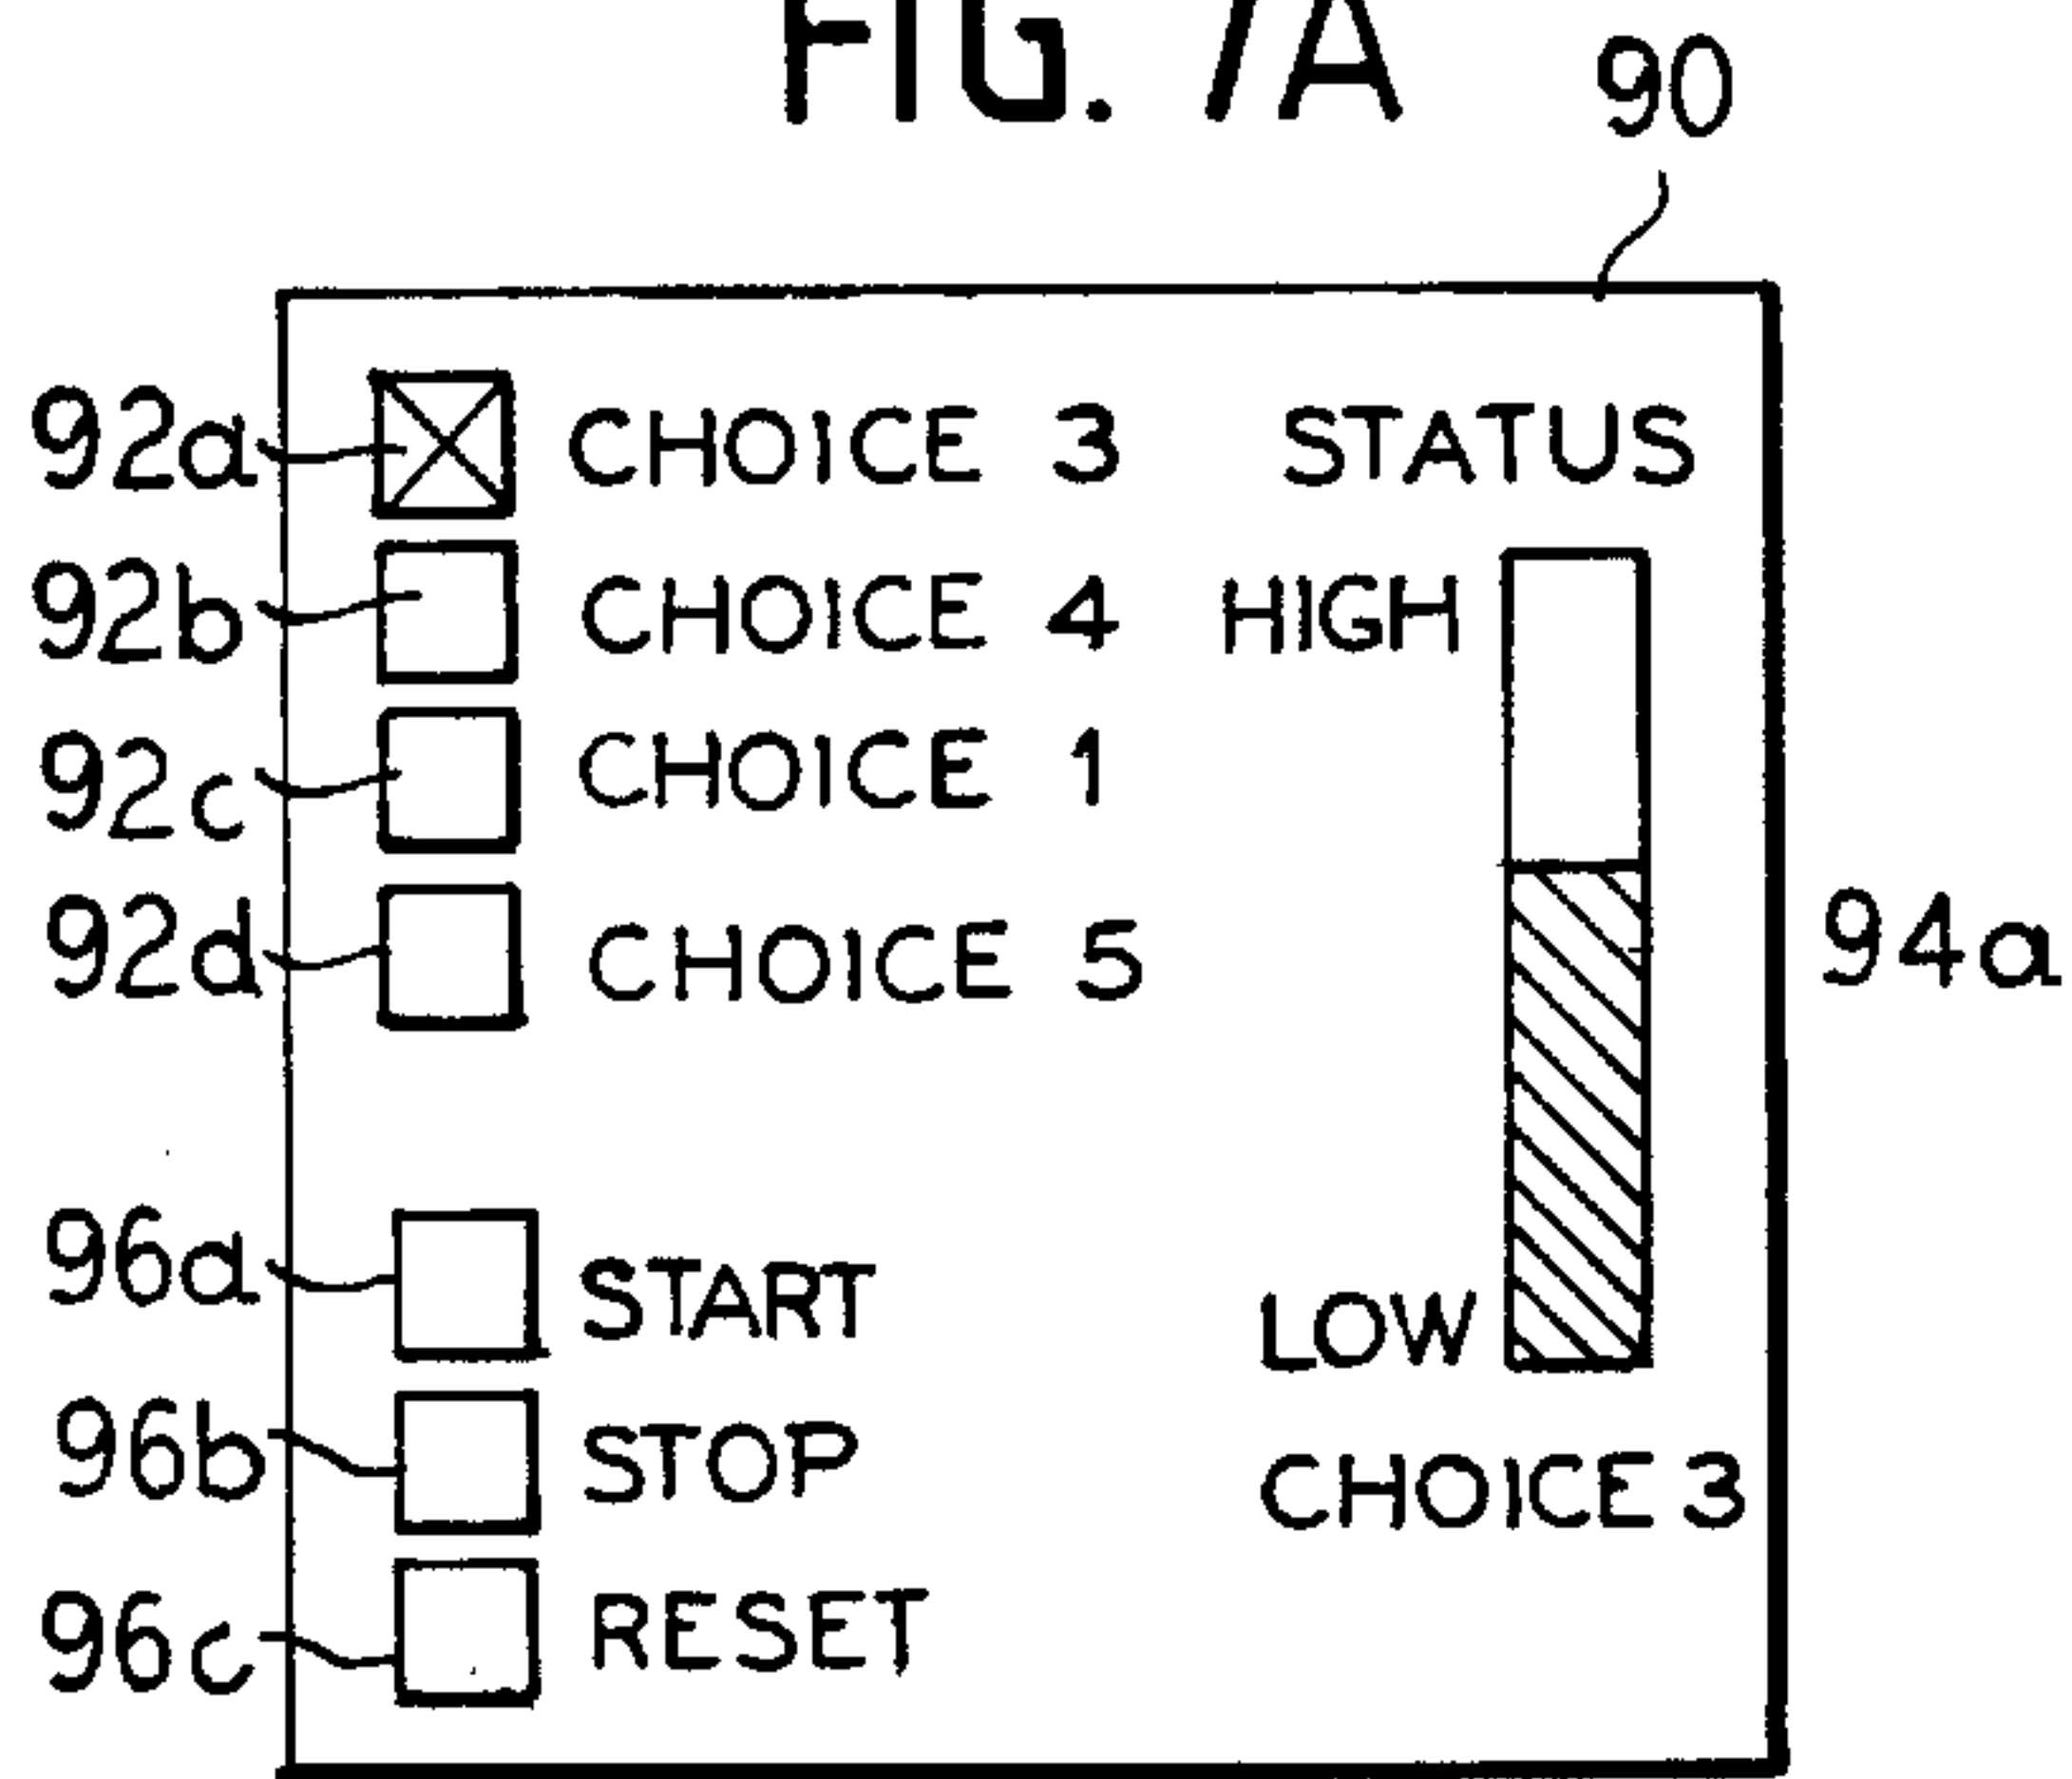 FIG. 7A
90
92a CHOICE 3 STATUS
92b CHOICE 4 HIGH
92c CHOICE 1
92d CHOICE 5 94a
96a START LOW
96b STOP CHOICE 3
96c RESET